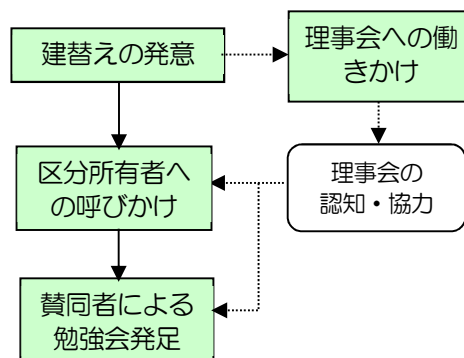 建替えの発意
理事会への働
きかけ
区分所有者へ
の呼びかけ
理事会の
認知・協力
賛同者による
勉強会発足